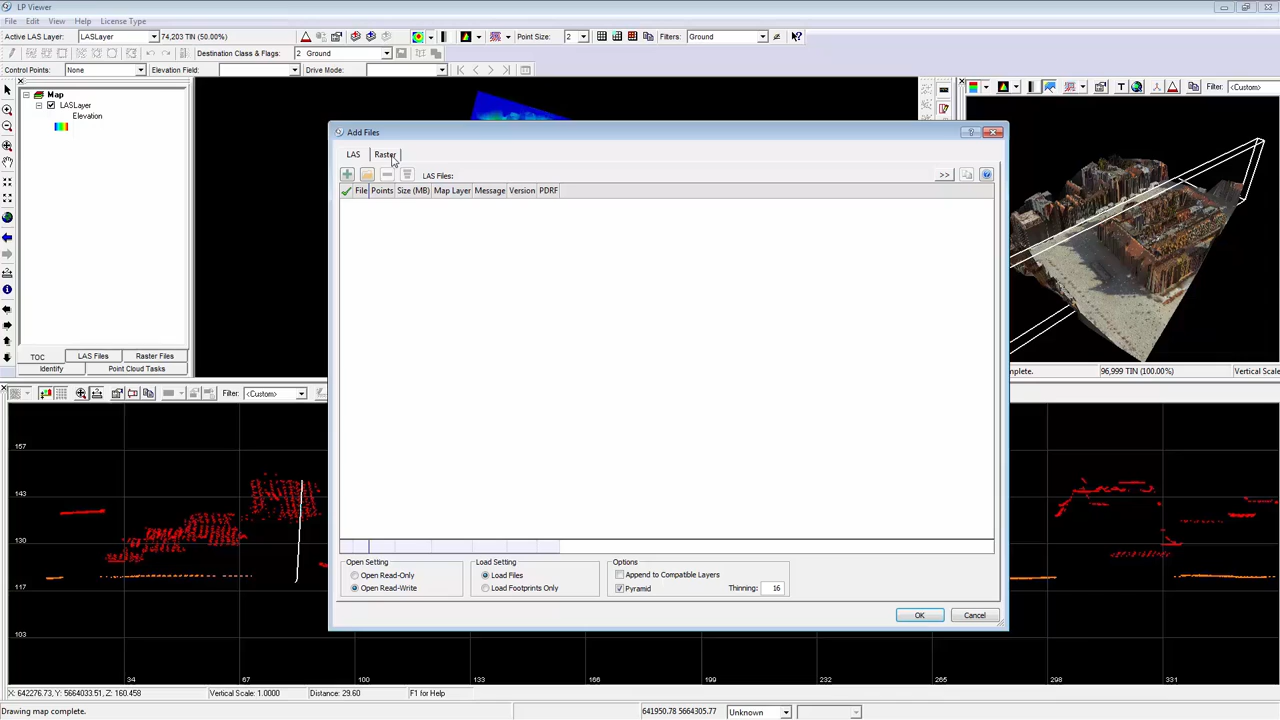 LP Viewer
File Edit View Help License Type
Active LAS Layer: LASLayer 74,203 TIN (50.00%) Point Size: 2 Filters: Ground
Destination Class & Flags: 2 Ground
Control Points: None Elevation Field: Drive Mode:
Map
LASLayer
Elevation
TOC LAS Files Raster Files
Identify Point Cloud Tasks
Add Files
LAS Raster
LAS Files: >>
File Points Size (MB) Map Layer Message Version PDRF
Open Setting
Open Read-Only
Open Read-Write
Load Setting
Load Files
Load Footprints Only
Options
Append to Compatible Layers
Pyramid Thinning: 16
OK Cancel
Filter: <Custom>
mplete. 96,999 TIN (100.00%) Vertical Scale
Filter: <Custom>
157
143
130
117
103
34 67 100 133 166 199 232 265 298 331
X: 642276.73, Y: 5664033.51, Z: 160.458 Vertical Scale: 1.0000 Distance: 29.60 F1 for Help
Drawing map complete. 641950.78 5664305.77 Unknown